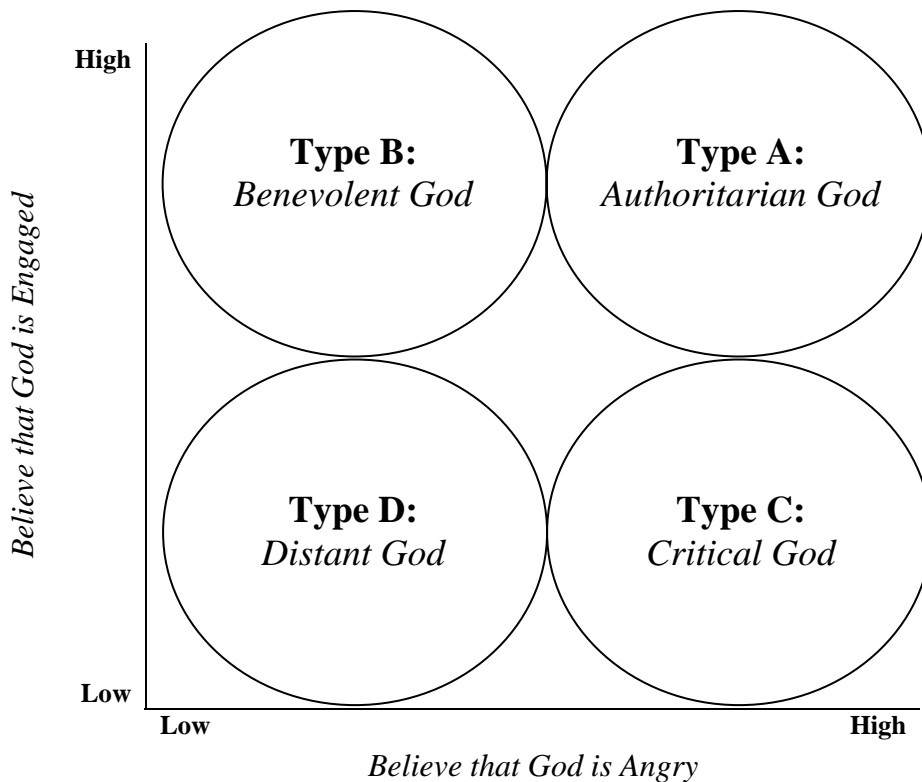 High
Type B:
Benevolent God
Type A:
Authoritarian God
Believe that God is Engaged
Type D:
Distant God
Type C:
Critical God
Low
Low
High
Believe that God is Angry